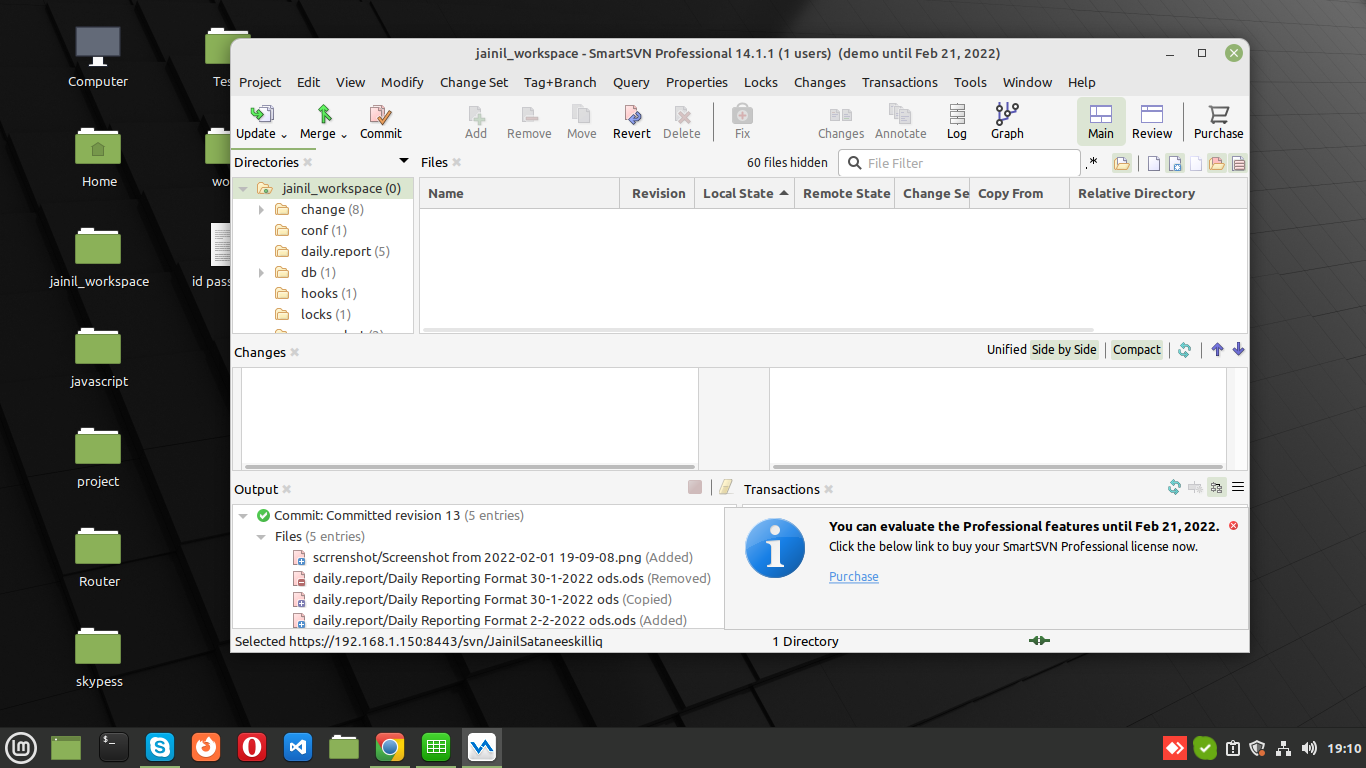 Computer
Tes
Home
wo
jainil_workspace
id pass
javascript
project
Router
skypess
jainil_workspace - SmartSVN Professional 14.1.1 (1 users)  (demo until Feb 21, 2022)
Project Edit View Modify Change Set Tag+Branch Query Properties Locks Changes Transactions Tools Window Help
Update Merge Commit Add Remove Move Revert Delete Fix Changes Annotate Log Graph Main Review Purchase
Directories
Files
60 files hidden
File Filter
.*
jainil_workspace (0)
change (8)
conf (1)
daily.report (5)
db (1)
hooks (1)
locks (1)
Name Revision Local State Remote State Change Se Copy From Relative Directory
Changes
Unified Side by Side Compact
Output
Commit: Committed revision 13 (5 entries)
Files (5 entries)
scrrenshot/Screenshot from 2022-02-01 19-09-08.png (Added)
daily.report/Daily Reporting Format 30-1-2022 ods.ods (Removed)
daily.report/Daily Reporting Format 30-1-2022 ods (Copied)
daily.report/Daily Reporting Format 2-2-2022 ods.ods (Added)
Transactions
You can evaluate the Professional features until Feb 21, 2022.
Click the below link to buy your SmartSVN Professional license now.
Purchase
Selected https://192.168.1.150:8443/svn/JainilSataneeskilliq
1 Directory
19:10